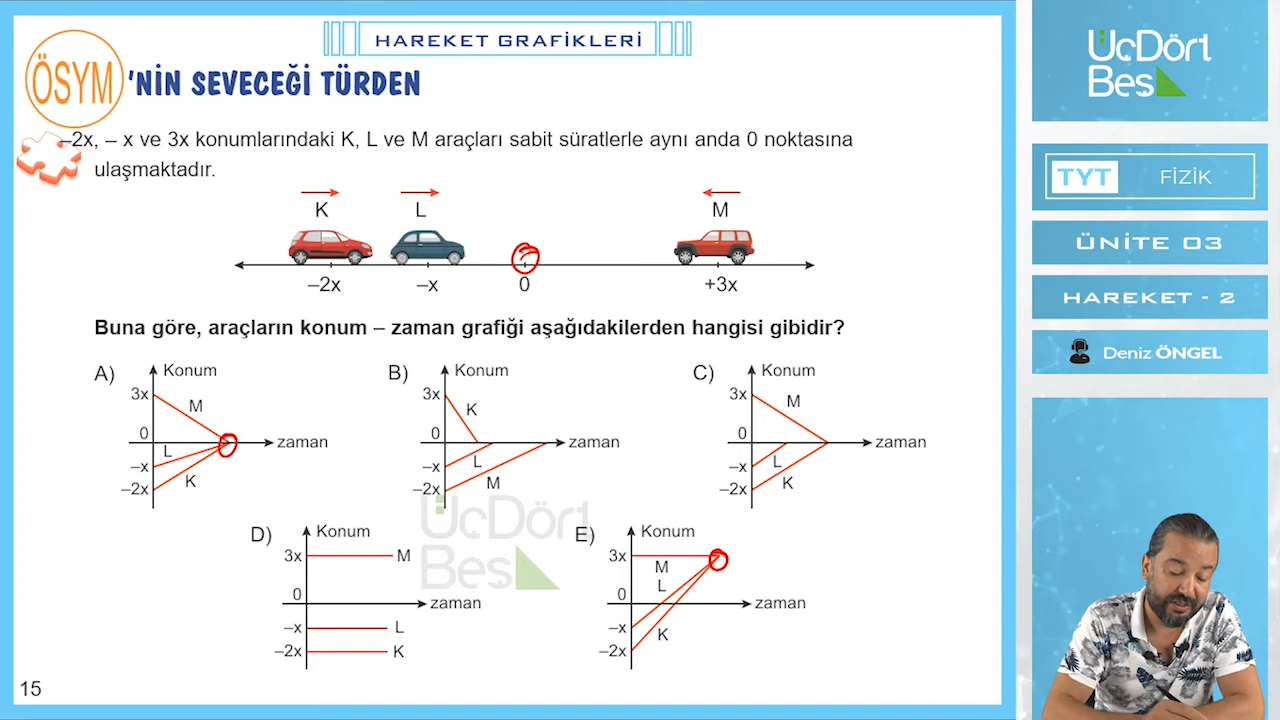 HAREKET GRAFİKLERİ
ÖSYM'NİN SEVECEĞİ TÜRDEN
–2x, – x ve 3x konumlarındaki K, L ve M araçları sabit süratlerle aynı anda 0 noktasına
ulaşmaktadır.
K L M
–2x –x 0 +3x
Buna göre, araçların konum – zaman grafiği aşağıdakilerden hangisi gibidir?
A) Konum
3x
M
0
zaman
L
–x
K
–2x
B) Konum
3x
K
0
zaman
L
–x
M
–2x
C) Konum
3x
M
0
zaman
L
–x
K
–2x
D) Konum
3x M
0
zaman
–x L
–2x K
E) Konum
3x
M
L
0
zaman
–x
K
–2x
ÜçDört
Beş
15
ÜçDört
Beş
TYT FİZİK
ÜNİTE 03
HAREKET - 2
Deniz ÖNGEL